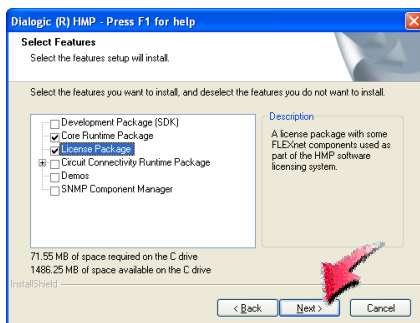 Dialogic (R) HMP - Press F1 for help
Select Features
Select the features setup will install.
Select the features you want to install, and deselect the features you do not want to install.
Development Package (SDK)
Core Runtime Package
License Package
Circuit Connectivity Runtime Package
Demos
SNMP Component Manager
Description
A license package with some
FLEXnet components used as
part of the HMP software
licensing system.
71.55 MB of space required on the C drive
1486.25 MB of space available on the C drive
InstallShield
< Back
Next >
Cancel